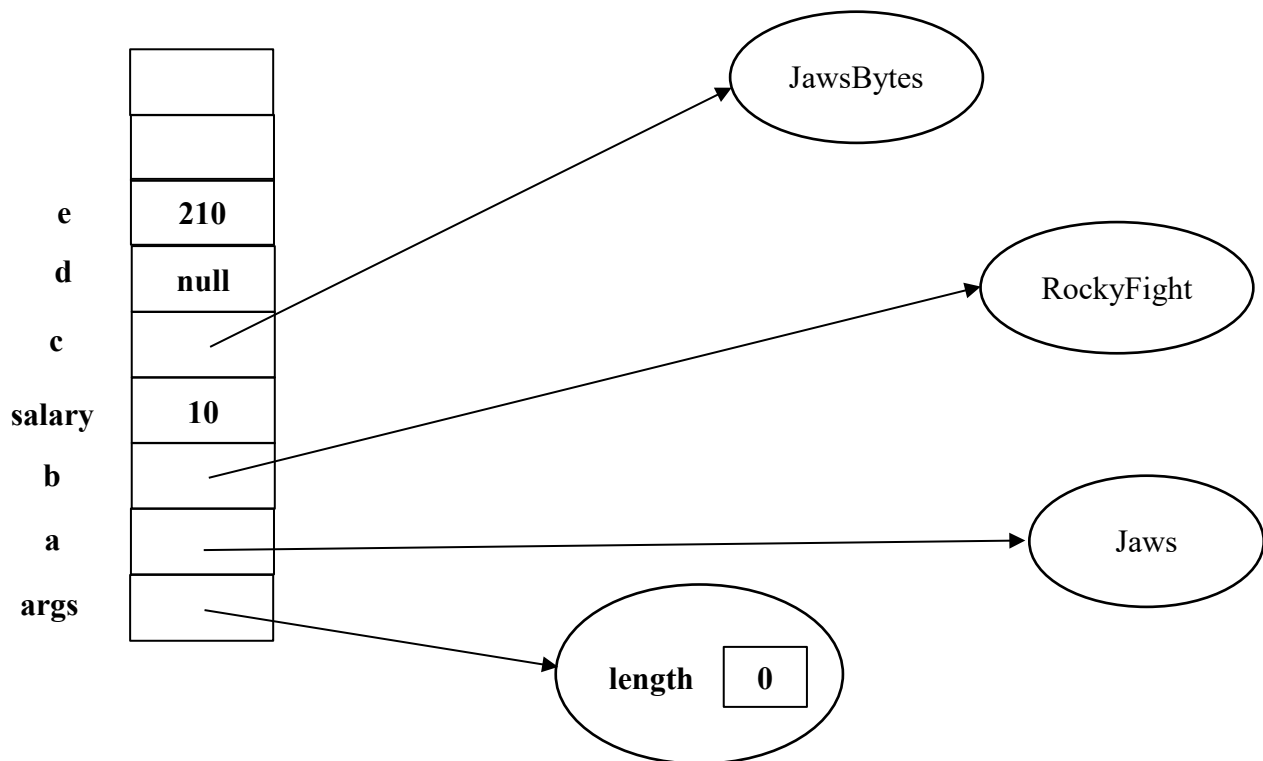 JawsBytes
e 210
d null
RockyFight
c
salary 10
b
a
Jaws
args
length 0